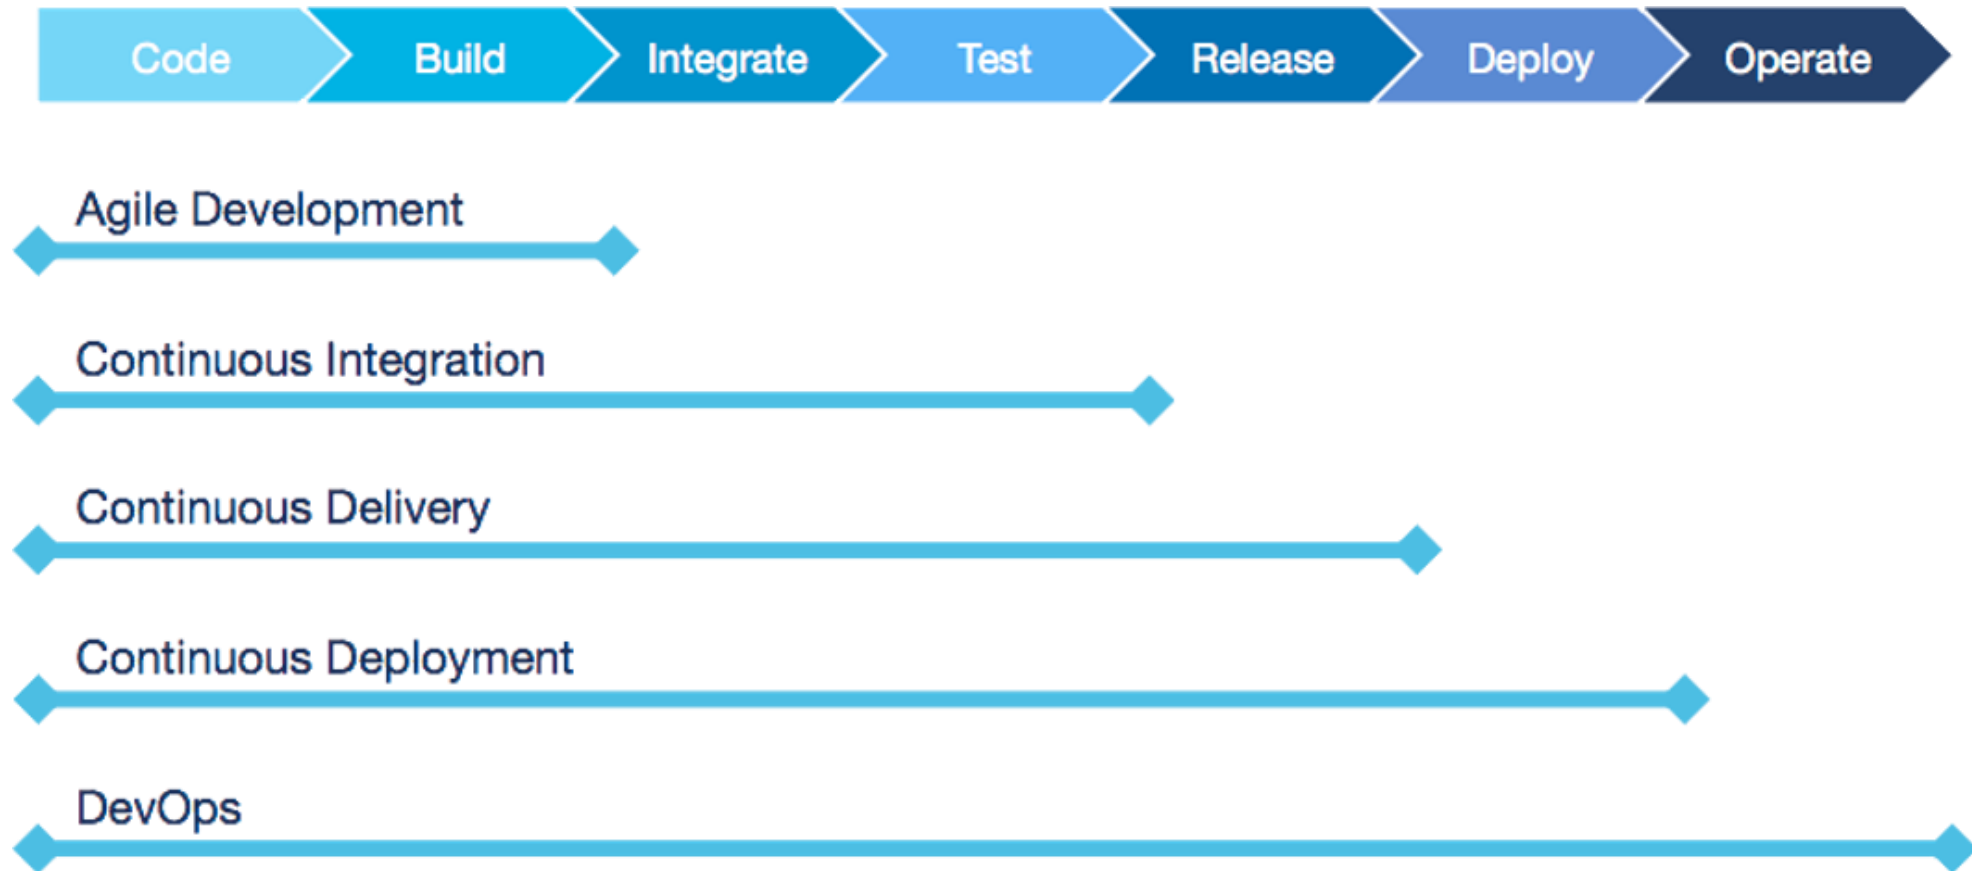 Code Build Integrate Test Release Deploy Operate
Agile Development
Continuous Integration
Continuous Delivery
Continuous Deployment
DevOps